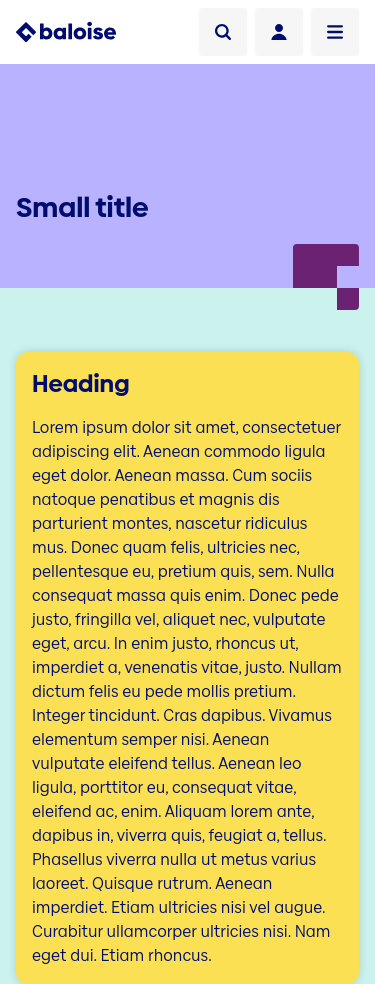 baloise
Small title
Heading
Lorem ipsum dolor sit amet, consectetuer
adipiscing elit. Aenean commodo ligula
eget dolor. Aenean massa. Cum sociis
natoque penatibus et magnis dis
parturient montes, nascetur ridiculus
mus. Donec quam felis, ultricies nec,
pellentesque eu, pretium quis, sem. Nulla
consequat massa quis enim. Donec pede
justo, fringilla vel, aliquet nec, vulputate
eget, arcu. In enim justo, rhoncus ut,
imperdiet a, venenatis vitae, justo. Nullam
dictum felis eu pede mollis pretium.
Integer tincidunt. Cras dapibus. Vivamus
elementum semper nisi. Aenean
vulputate eleifend tellus. Aenean leo
ligula, porttitor eu, consequat vitae,
eleifend ac, enim. Aliquam lorem ante,
dapibus in, viverra quis, feugiat a, tellus.
Phasellus viverra nulla ut metus varius
laoreet. Quisque rutrum. Aenean
imperdiet. Etiam ultricies nisi vel augue.
Curabitur ullamcorper ultricies nisi. Nam
eget dui. Etiam rhoncus.